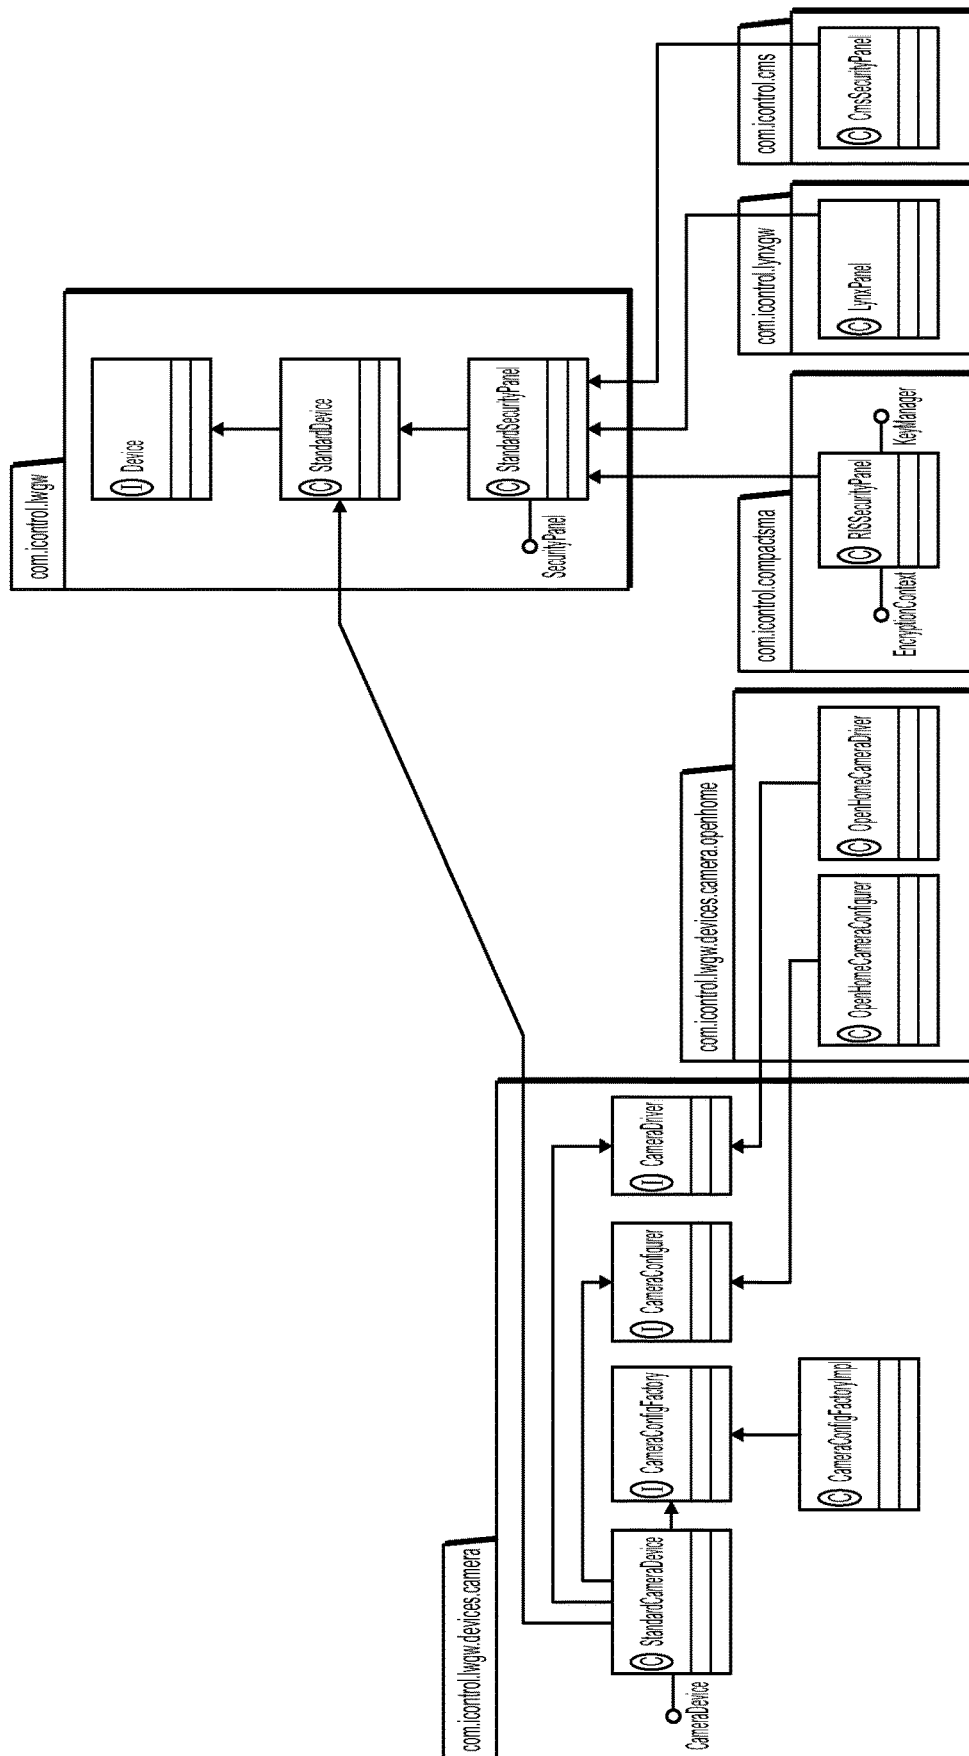 com.icontrol.lwgw
I Device
C StandardDevice
C StandardSecurityPanel
SecurityPanel
com.icontrol.cms
C CmsSecurityPanel
com.icontrol.lynxgw
C LynxPanel
com.icontrol.compactsma
C RISSecurityPanel
KeyManager
EncryptionContext
com.icontrol.lwgw.devices.camera.openhome
C OpenHomeCameraDriver
C OpenHomeCameraConfigurer
com.icontrol.lwgw.devices.camera
I CameraDriver
I CameraConfigurer
I CameraConfigFactory
C StandardCameraDevice
CameraDevice
C CameraConfigFactoryImpl